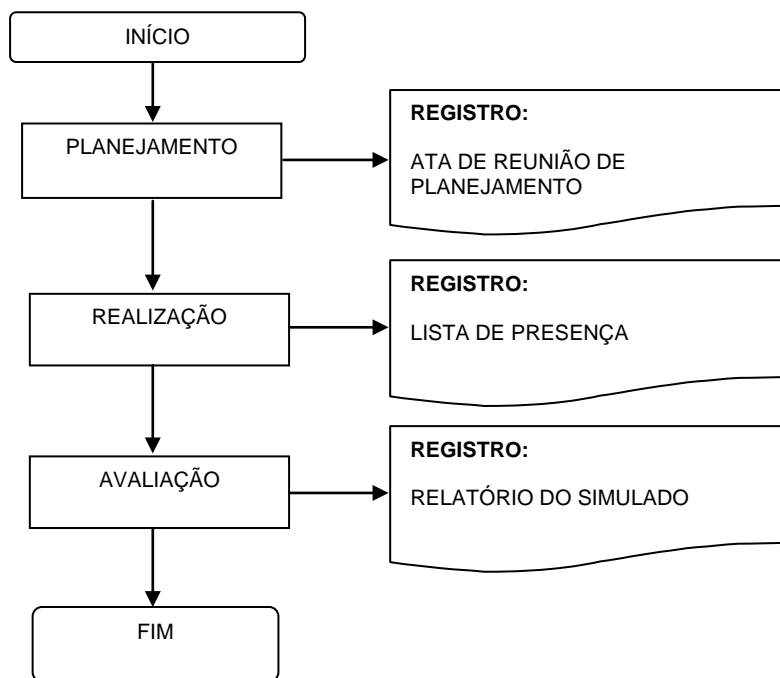 INÍCIO
PLANEJAMENTO
REGISTRO:
ATA DE REUNIÃO DE
PLANEJAMENTO
REALIZAÇÃO
REGISTRO:
LISTA DE PRESENÇA
AVALIAÇÃO
REGISTRO:
RELATÓRIO DO SIMULADO
FIM